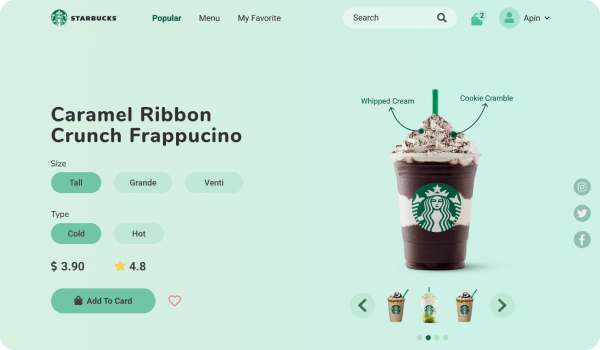 STARBUCKS
Popular
Menu
My Favorite
Search
2
Apin
Caramel Ribbon
Crunch Frappucino
Size
Tall
Grande
Venti
Type
Cold
Hot
$ 3.90
4.8
Add To Card
Whipped Cream
Cookie Cramble